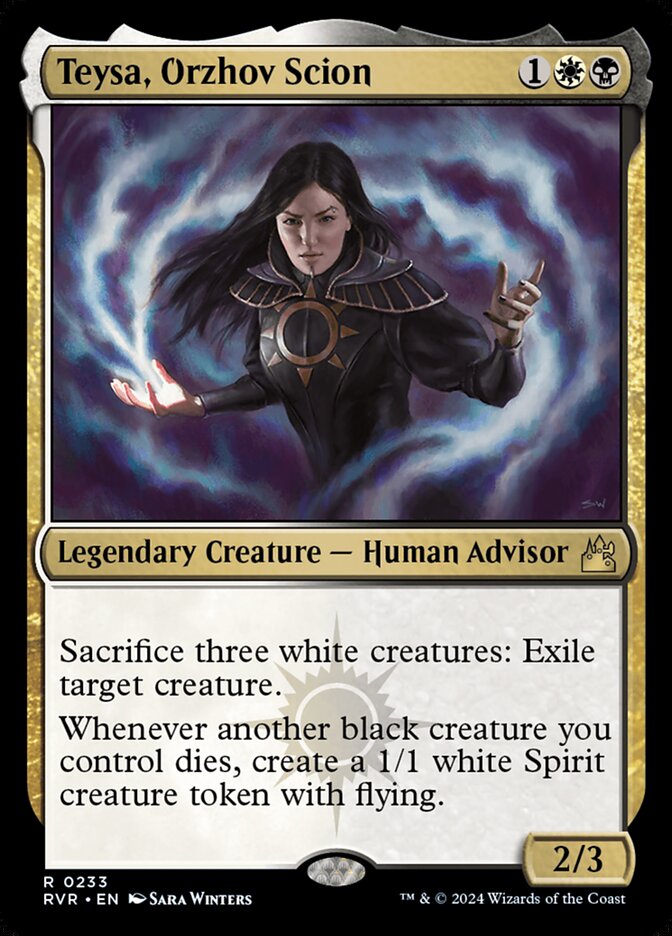 Teysa, Orzhov Scion 1
SW
Legendary Creature — Human Advisor
Sacrifice three white creatures: Exile
target creature.
Whenever another black creature you
control dies, create a 1/1 white Spirit
creature token with flying.
2/3
R 0233
RVR • EN Sara Winters
™ & © 2024 Wizards of the Coast